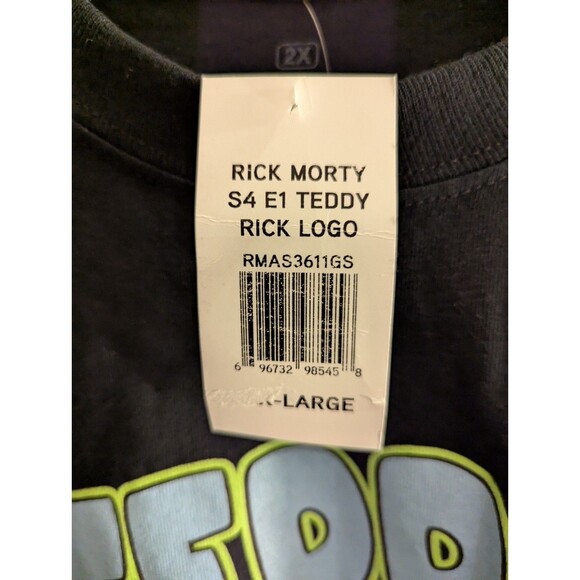 2X
RICK MORTY
S4 E1 TEDDY
RICK LOGO
RMAS3611GS
6 96732 98545 8
-LARGE